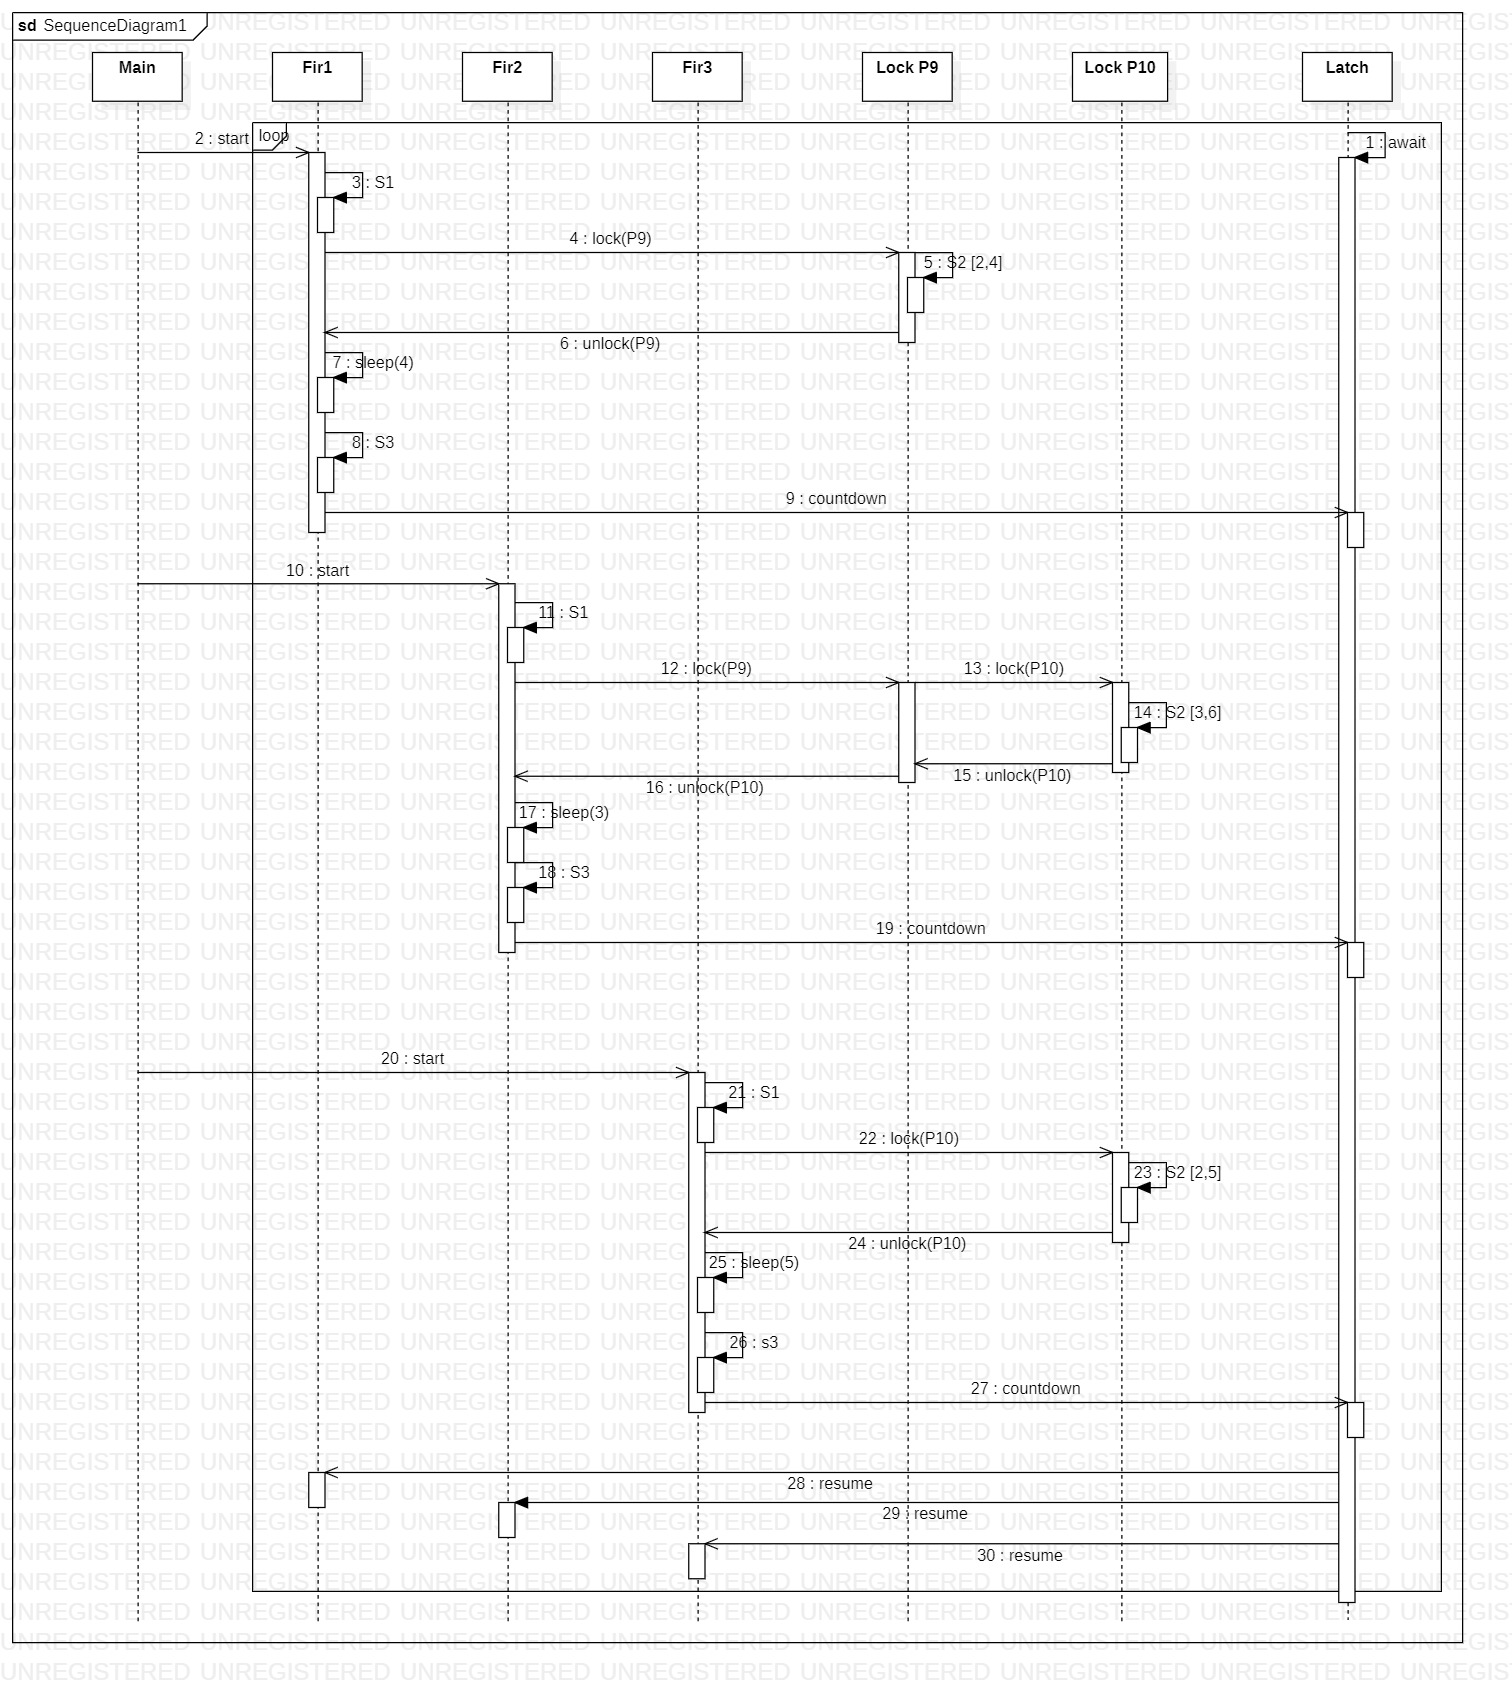 sd SequenceDiagram1
Main
Fir1
Fir2
Fir3
Lock P9
Lock P10
Latch
loop
1 : await
2 : start
3 : S1
4 : lock(P9)
5 : S2 [2,4]
6 : unlock(P9)
7 : sleep(4)
8 : S3
9 : countdown
10 : start
11 : S1
12 : lock(P9)
13 : lock(P10)
14 : S2 [3,6]
15 : unlock(P10)
16 : unlock(P10)
17 : sleep(3)
18 : S3
19 : countdown
20 : start
21 : S1
22 : lock(P10)
23 : S2 [2,5]
24 : unlock(P10)
25 : sleep(5)
26 : s3
27 : countdown
28 : resume
29 : resume
30 : resume
UNREGISTERED UNREGISTERED UNREGISTERED UNREGISTERED UNREGISTERED UNREGISTERED UNREGISTERED